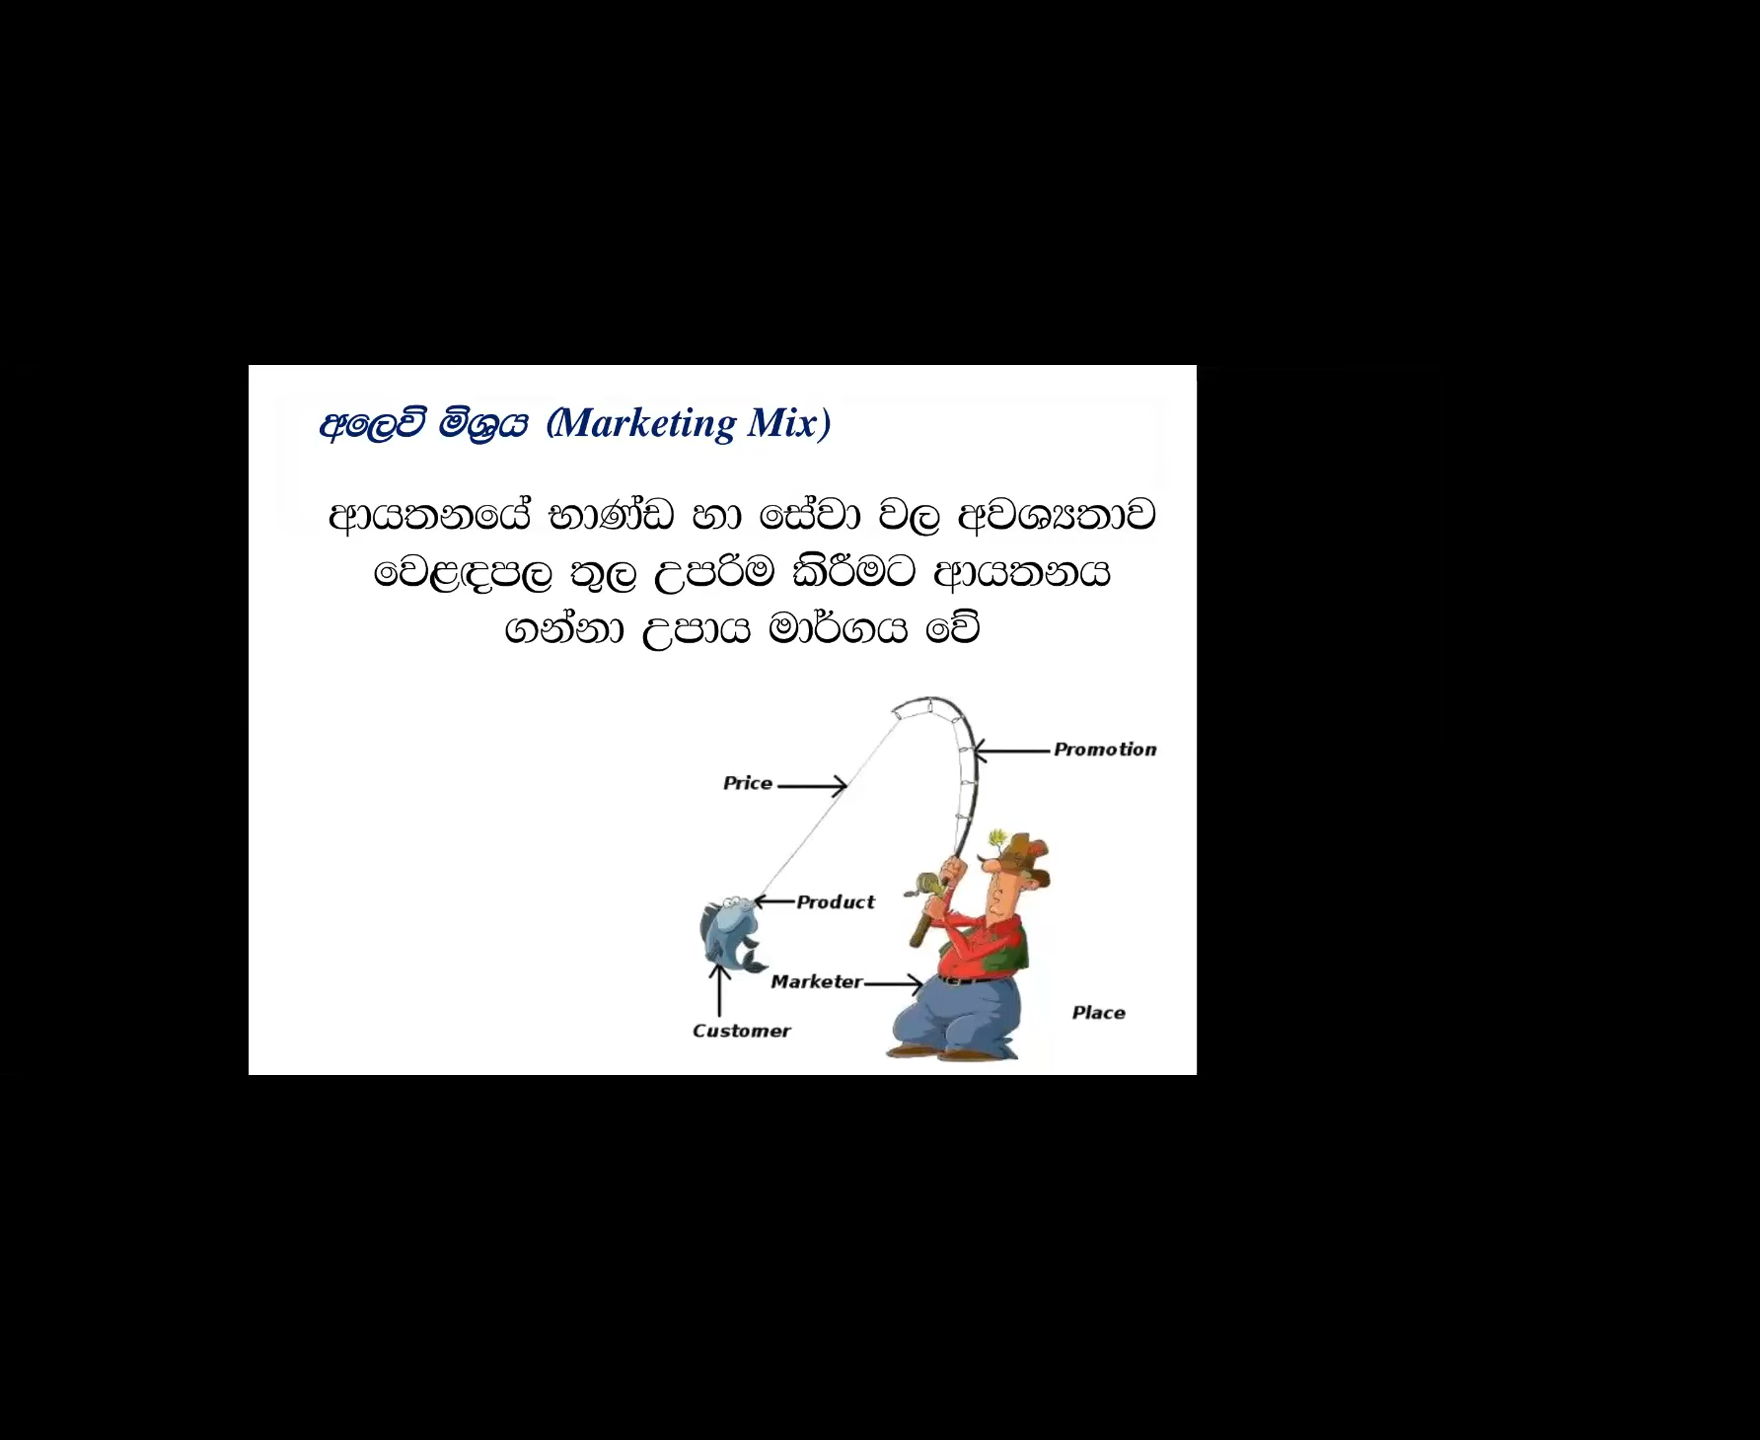 අලෙවි මිශ්‍රය (Marketing Mix)
ආයතනයේ භාණ්ඩ හා සේවා වල අවශ්‍යතාව
වෙළඳපල තුල උපරිම කිරීමට ආයතනය
ගන්නා උපාය මාර්ගය වේ
Promotion
Price
Product
Marketer
Place
Customer